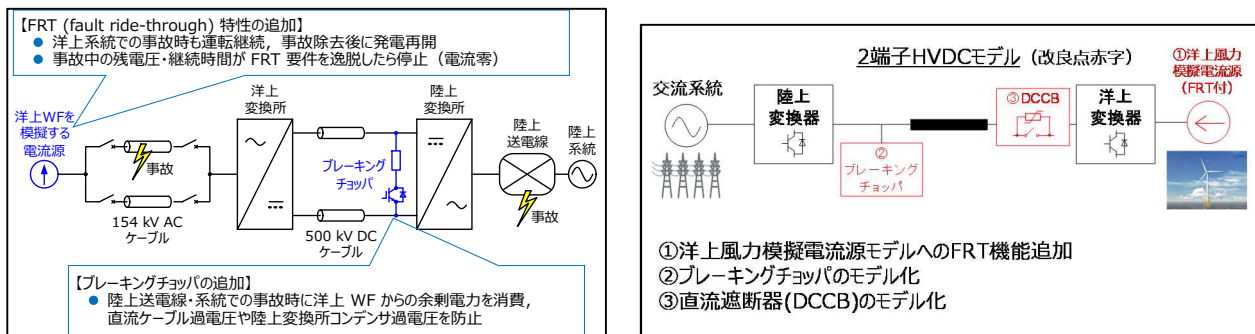 【FRT (fault ride-through) 特性の追加】
● 洋上系統での事故時も運転継続，事故除去後に発電再開
● 事故中の残電圧・継続時間が FRT 要件を逸脱したら停止（電流零）
洋上WFを
模擬する
電流源
事故
154 kV AC
ケーブル
洋上
変換所
500 kV DC
ケーブル
ブレーキング
チョッパ
陸上
変換所
陸上
送電線
事故
陸上
系統
【ブレーキングチョッパの追加】
● 陸上送電線・系統での事故時に洋上 WF からの余剰電力を消費，
直流ケーブル過電圧や陸上変換所コンデンサ過電圧を防止
2端子HVDCモデル (改良点赤字)
交流系統
陸上
変換器
②
ブレーキング
チョッパ
③DCCB
洋上
変換器
①洋上風力
模擬電流源
(FRT付)
①洋上風力模擬電流源モデルへのFRT機能追加
②ブレーキングチョッパのモデル化
③直流遮断器(DCCB)のモデル化